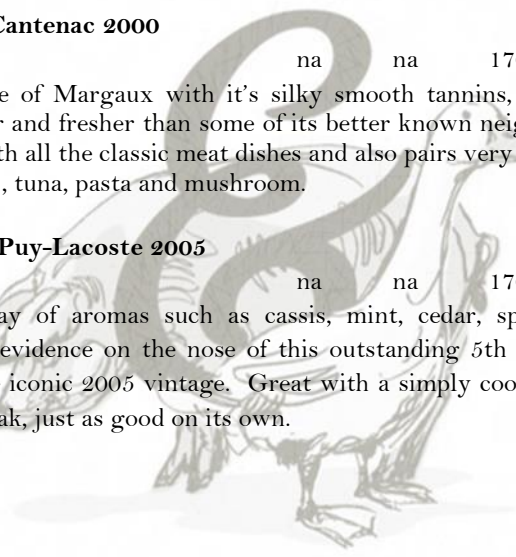 Cantenac 2000
na na 17
e of Margaux with it's silky smooth tannins,
r and fresher than some of its better known neig
th all the classic meat dishes and also pairs very
, tuna, pasta and mushroom.
Puy-Lacoste 2005
na na 17
ay of aromas such as cassis, mint, cedar, sp
evidence on the nose of this outstanding 5th
iconic 2005 vintage. Great with a simply coo
ak, just as good on its own.